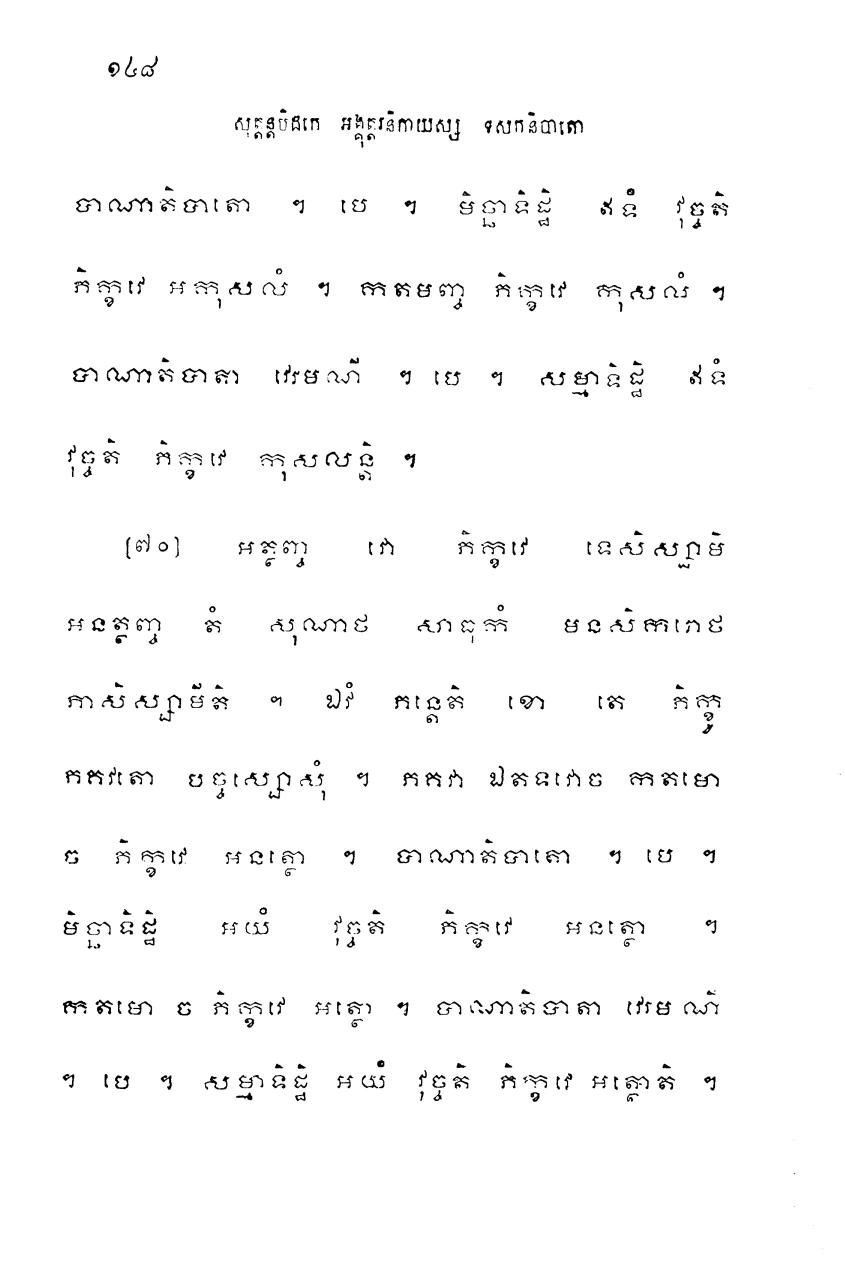 ១៤៨
សុត្តន្តបិដកេ អង្គុត្តរនិកាយស្ស ទសកនិបាតោ
បាណាតិបាតោ ។ បេ ។ មិច្ឆាទិដ្ឋិ ឥទំ វុច្ចតិ
ភិក្ខវេ អកុសលំ ។ កតមញ្ច ភិក្ខវេ កុសលំ ។
បាណាតិបាតា វេរមណី ។ បេ ។ សម្មាទិដ្ឋិ ឥទំ
វុច្ចតិ ភិក្ខវេ កុសលន្តិ ។
[៧០] អត្ថញ្ច វោ ភិក្ខវេ ទេសិស្សាមិ
អនត្ថញ្ច តំ សុណាថ សាធុកំ មនសិការោថ
ភាសិស្សាមីតិ ។ ឯវំ ភន្តេតិ ខោ តេ ភិក្ខូ
ភគវតោ បច្ចស្សោសុំ ។ ភគវា ឯតទវោច កតមោ
ច ភិក្ខវេ អនត្ថោ ។ បាណាតិបាតោ ។ បេ ។
មិច្ឆាទិដ្ឋិ អយំ វុច្ចតិ ភិក្ខវេ អនត្ថោ ។
កតមោ ច ភិក្ខវេ អត្ថោ ។ បាណាតិបាតា វេរមណី
។ បេ ។ សម្មាទិដ្ឋិ អយំ វុច្ចតិ ភិក្ខវេ អត្ថោតិ ។